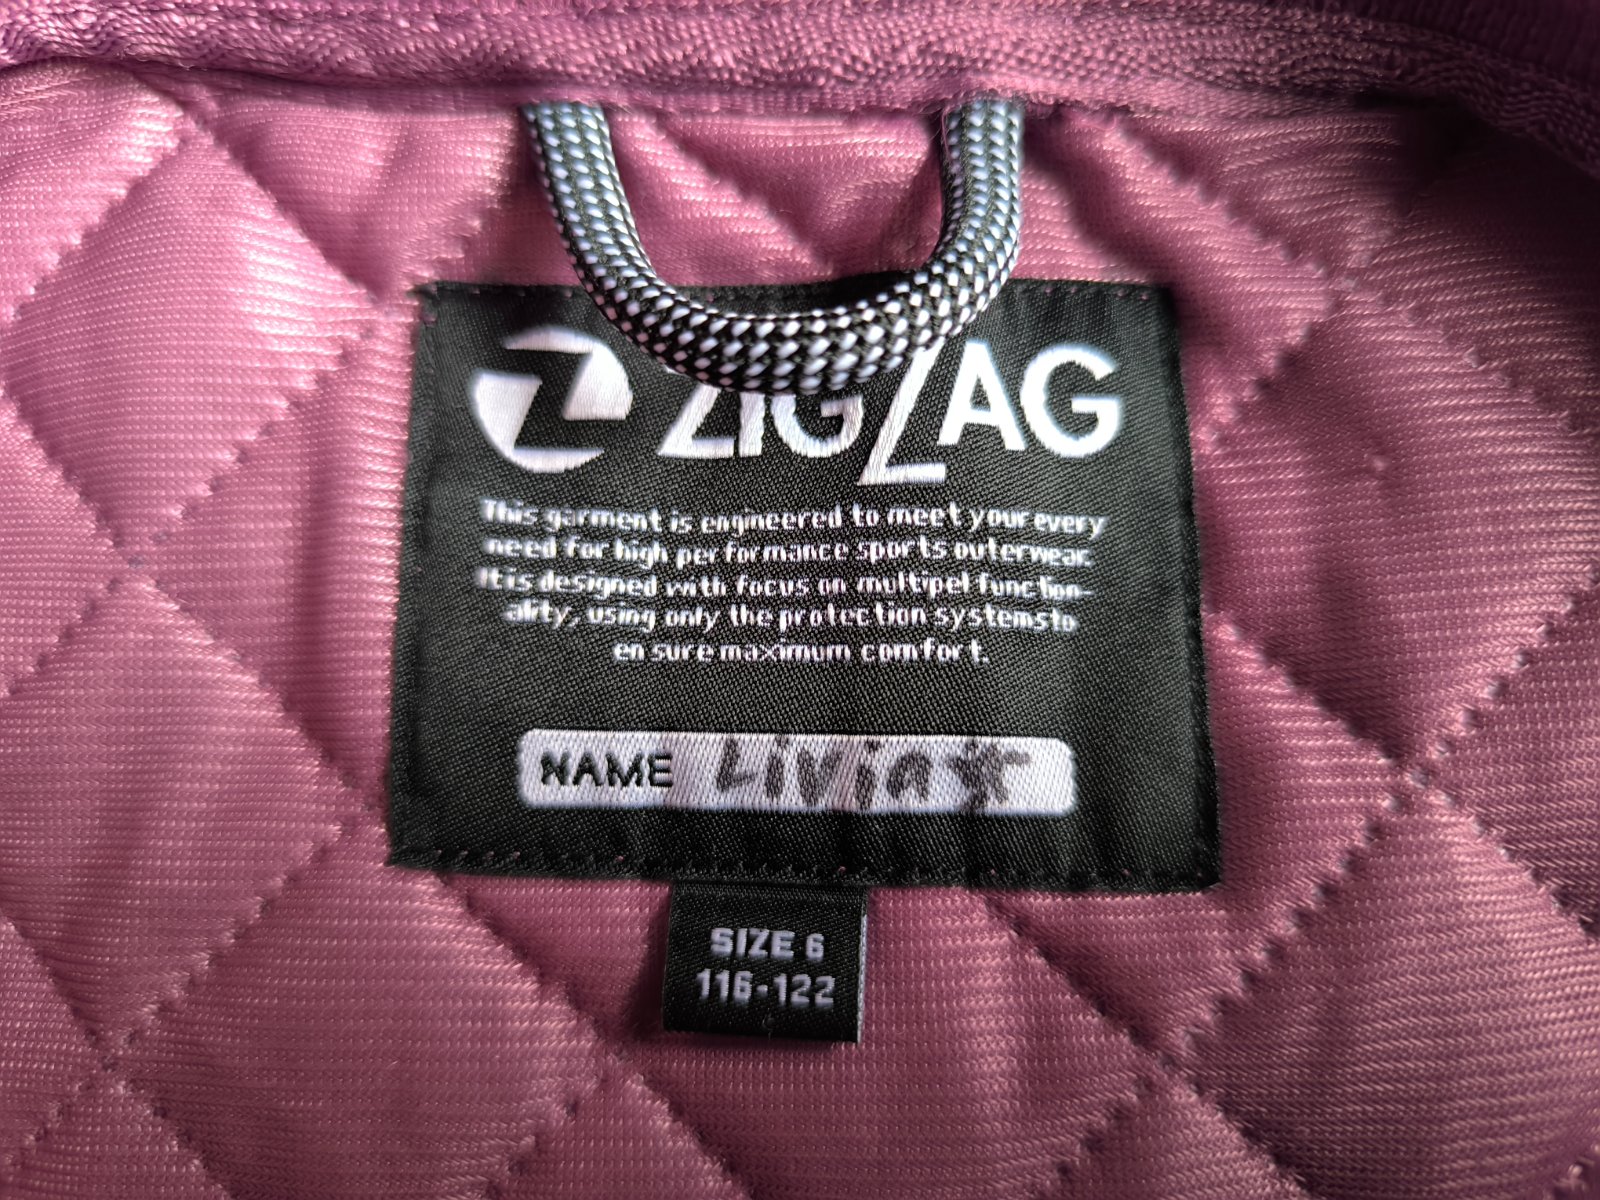 ZIGZAG
This garment is engineered to meet your every
need for high performance sports outerwear.
It is designed with focus on multipel function-
ality, using only the protection systems to
ensure maximum comfort.
NAME Livia
SIZE 6
116-122